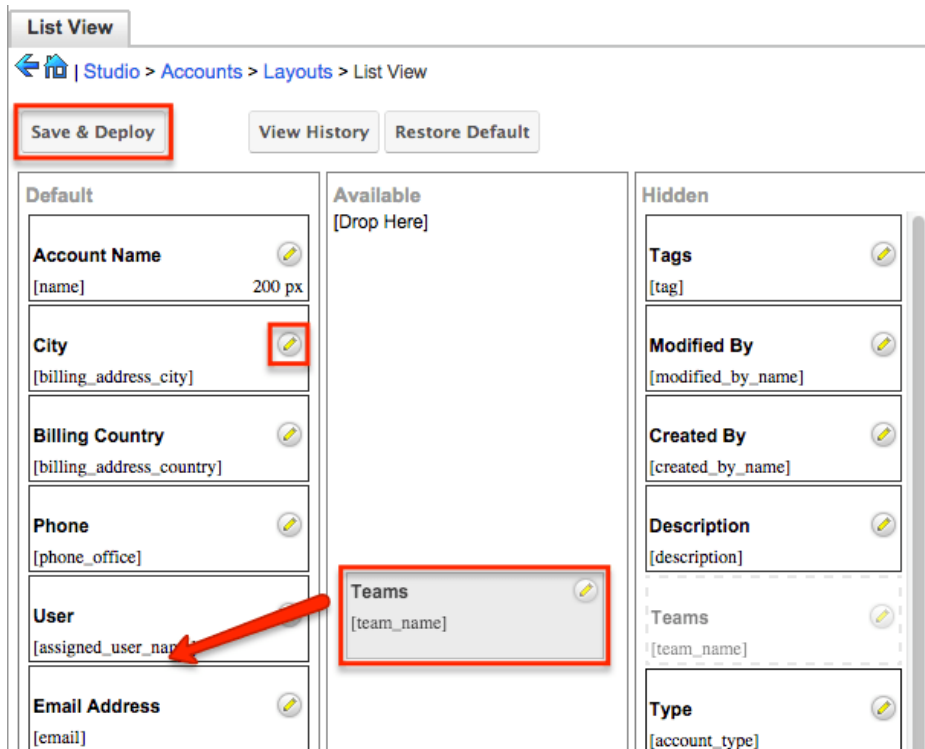 List View
| Studio > Accounts > Layouts > List View
Save & Deploy
View History
Restore Default
Default
Account Name
[name] 200 px
City
[billing_address_city]
Billing Country
[billing_address_country]
Phone
[phone_office]
User
[assigned_user_na
Email Address
[email]
Available
[Drop Here]
Teams
[team_name]
Hidden
Tags
[tag]
Modified By
[modified_by_name]
Created By
[created_by_name]
Description
[description]
Teams
[team_name]
Type
[account_type]